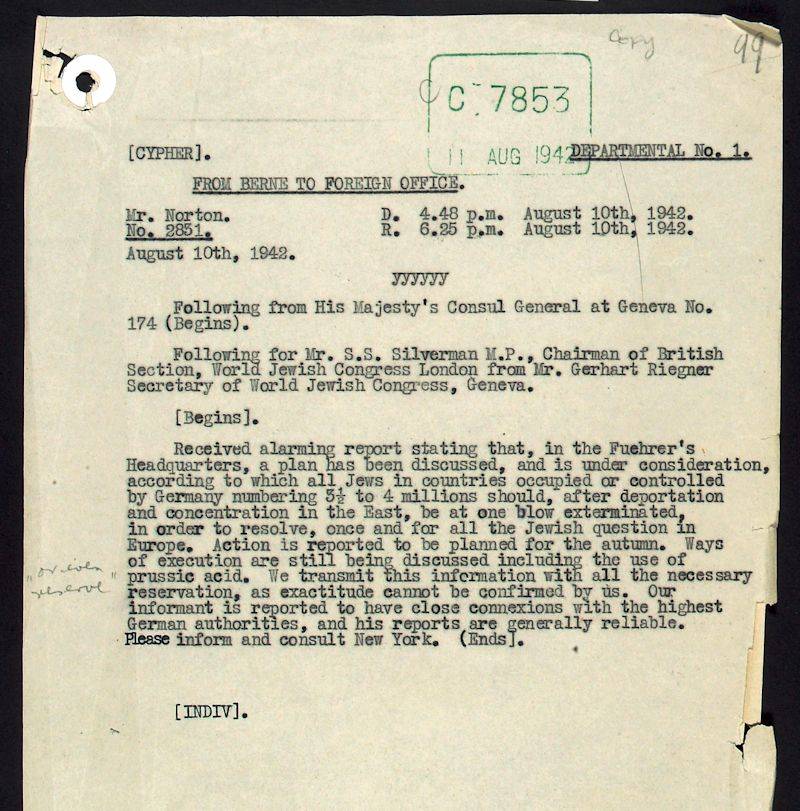 Copy
99
C 7853
11 AUG 1942
[CYPHER].
DEPARTMENTAL No. 1.
FROM BERNE TO FOREIGN OFFICE.
Mr. Norton. D. 4.48 p.m. August 10th, 1942.
No. 2831. R. 6.25 p.m. August 10th, 1942.
August 10th, 1942.
yyyyyy
Following from His Majesty's Consul General at Geneva No.
174 (Begins).
Following for Mr. S.S. Silverman M.P., Chairman of British
Section, World Jewish Congress London from Mr. Gerhart Riegner
Secretary of World Jewish Congress, Geneva.
[Begins].
Received alarming report stating that, in the Fuehrer's
Headquarters, a plan has been discussed, and is under consideration,
according to which all Jews in countries occupied or controlled
by Germany numbering 3½ to 4 millions should, after deportation
and concentration in the East, be at one blow exterminated,
in order to resolve, once and for all the Jewish question in
Europe. Action is reported to be planned for the autumn. Ways
of execution are still being discussed including the use of
prussic acid. We transmit this information with all the necessary
reservation, as exactitude cannot be confirmed by us. Our
informant is reported to have close connexions with the highest
German authorities, and his reports are generally reliable.
Please inform and consult New York. (Ends].
[INDIV].